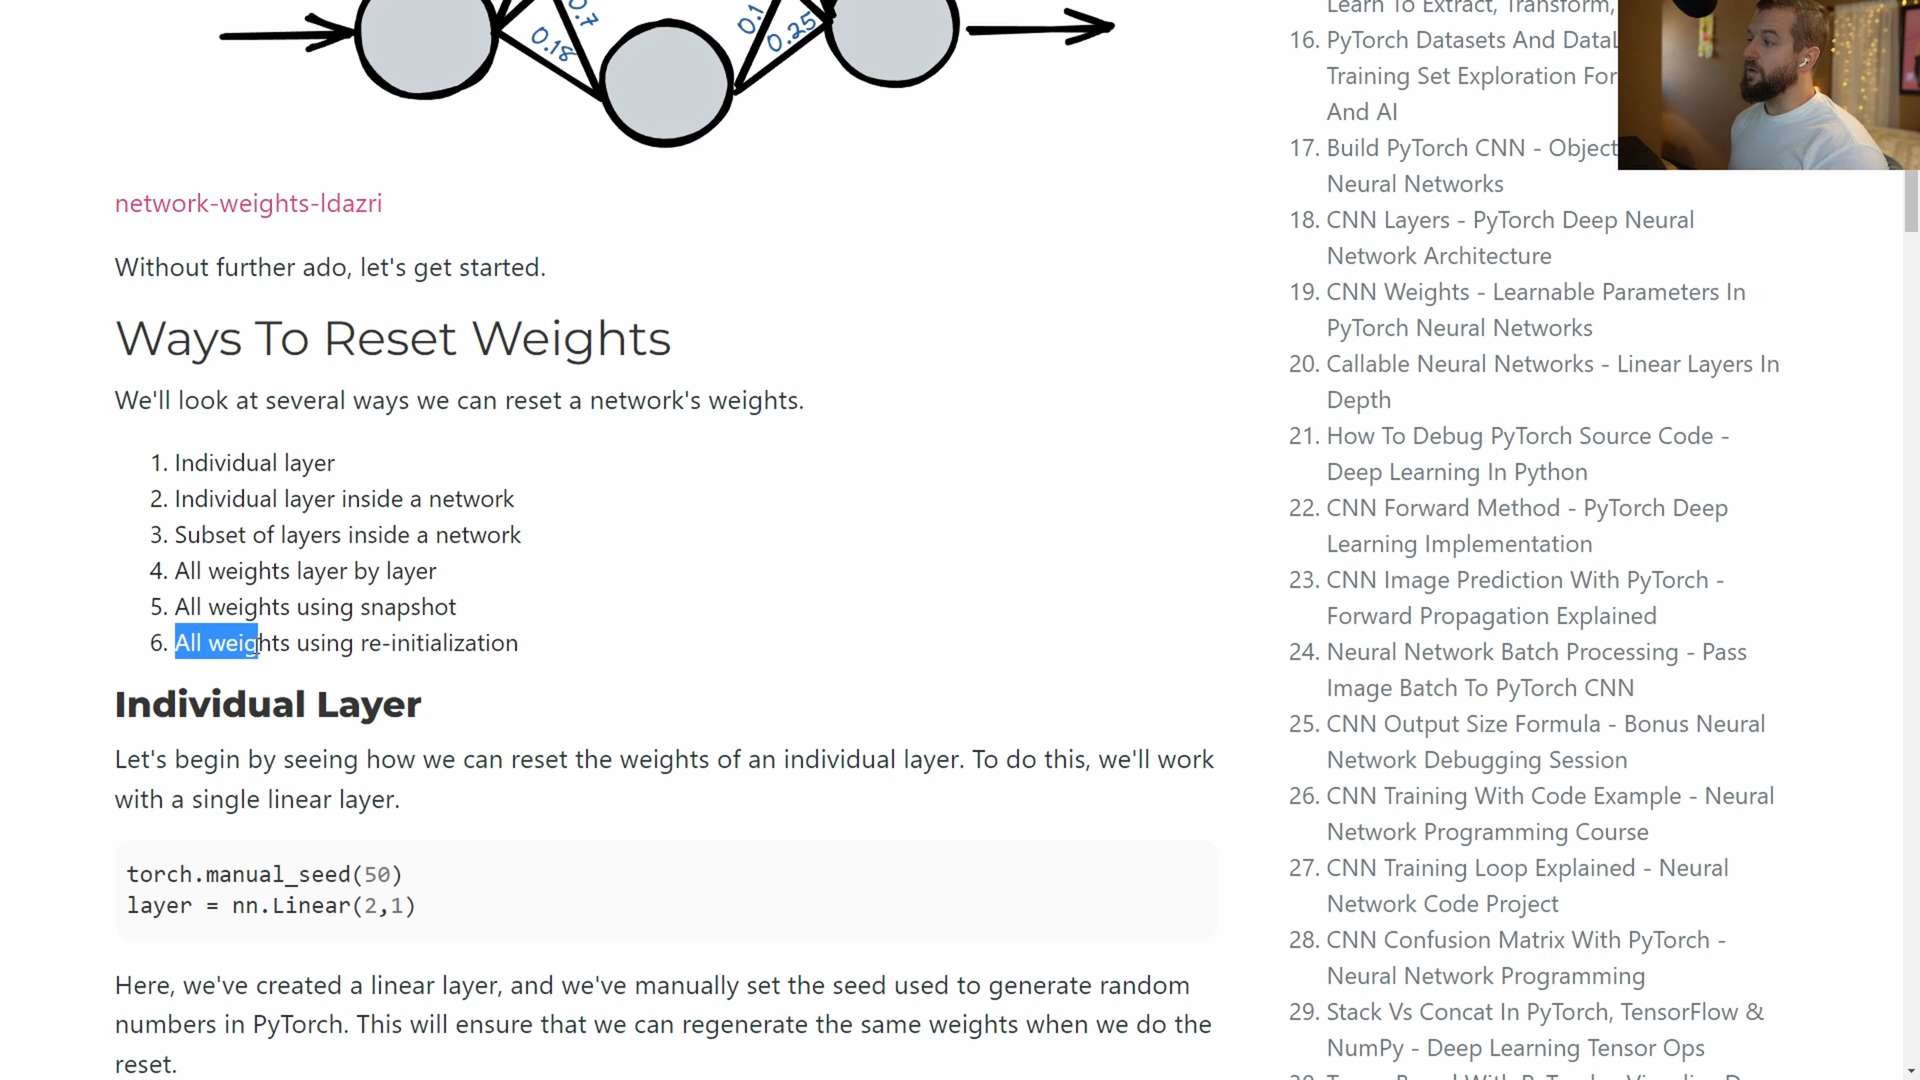 0.7
0.18
0.1
0.25
network-weights-ldazri
Without further ado, let's get started.
Ways To Reset Weights
We'll look at several ways we can reset a network's weights.
1. Individual layer
2. Individual layer inside a network
3. Subset of layers inside a network
4. All weights layer by layer
5. All weights using snapshot
6. All weights using re-initialization
Individual Layer
Let's begin by seeing how we can reset the weights of an individual layer. To do this, we'll work
with a single linear layer.
torch.manual_seed(50)
layer = nn.Linear(2,1)
Here, we've created a linear layer, and we've manually set the seed used to generate random
numbers in PyTorch. This will ensure that we can regenerate the same weights when we do the
reset.
Learn To Extract, Transform,
16. PyTorch Datasets And DataL
Training Set Exploration For
And AI
17. Build PyTorch CNN - Object
Neural Networks
18. CNN Layers - PyTorch Deep Neural
Network Architecture
19. CNN Weights - Learnable Parameters In
PyTorch Neural Networks
20. Callable Neural Networks - Linear Layers In
Depth
21. How To Debug PyTorch Source Code -
Deep Learning In Python
22. CNN Forward Method - PyTorch Deep
Learning Implementation
23. CNN Image Prediction With PyTorch -
Forward Propagation Explained
24. Neural Network Batch Processing - Pass
Image Batch To PyTorch CNN
25. CNN Output Size Formula - Bonus Neural
Network Debugging Session
26. CNN Training With Code Example - Neural
Network Programming Course
27. CNN Training Loop Explained - Neural
Network Code Project
28. CNN Confusion Matrix With PyTorch -
Neural Network Programming
29. Stack Vs Concat In PyTorch, TensorFlow &
NumPy - Deep Learning Tensor Ops